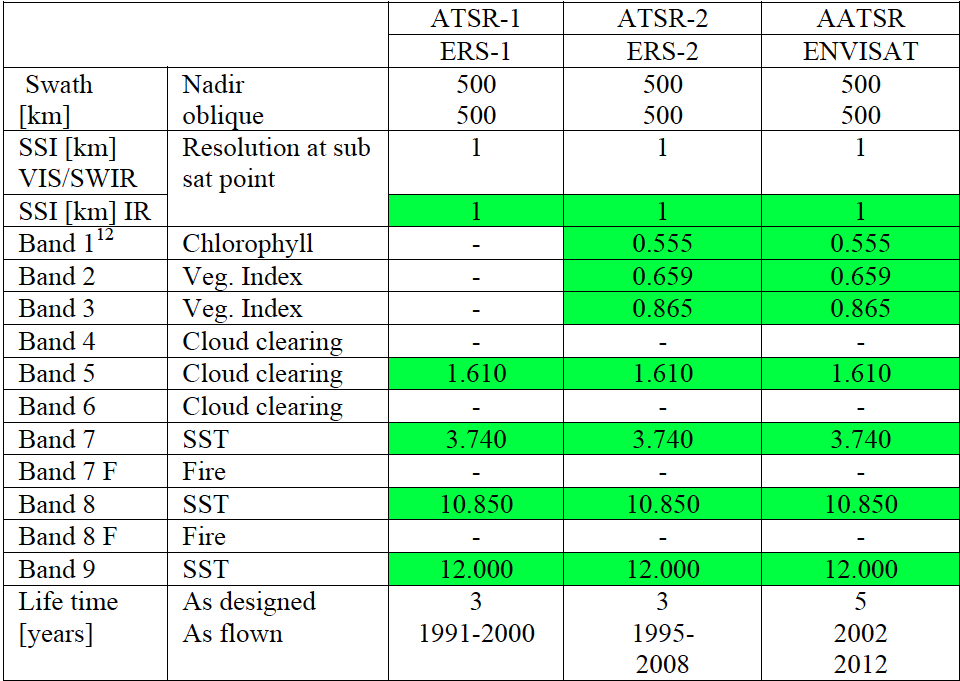 ATSR-1 ATSR-2 AATSR
ERS-1 ERS-2 ENVISAT
Swath Nadir 500 500 500
[km] oblique 500 500 500
SSI [km] Resolution at sub 1 1 1
VIS/SWIR sat point
SSI [km] IR 1 1 1
Band 1¹² Chlorophyll - 0.555 0.555
Band 2 Veg. Index - 0.659 0.659
Band 3 Veg. Index - 0.865 0.865
Band 4 Cloud clearing - - -
Band 5 Cloud clearing 1.610 1.610 1.610
Band 6 Cloud clearing - - -
Band 7 SST 3.740 3.740 3.740
Band 7 F Fire - - -
Band 8 SST 10.850 10.850 10.850
Band 8 F Fire - - -
Band 9 SST 12.000 12.000 12.000
Life time As designed 3 3 5
[years] As flown 1991-2000 1995- 2002
2008 2012